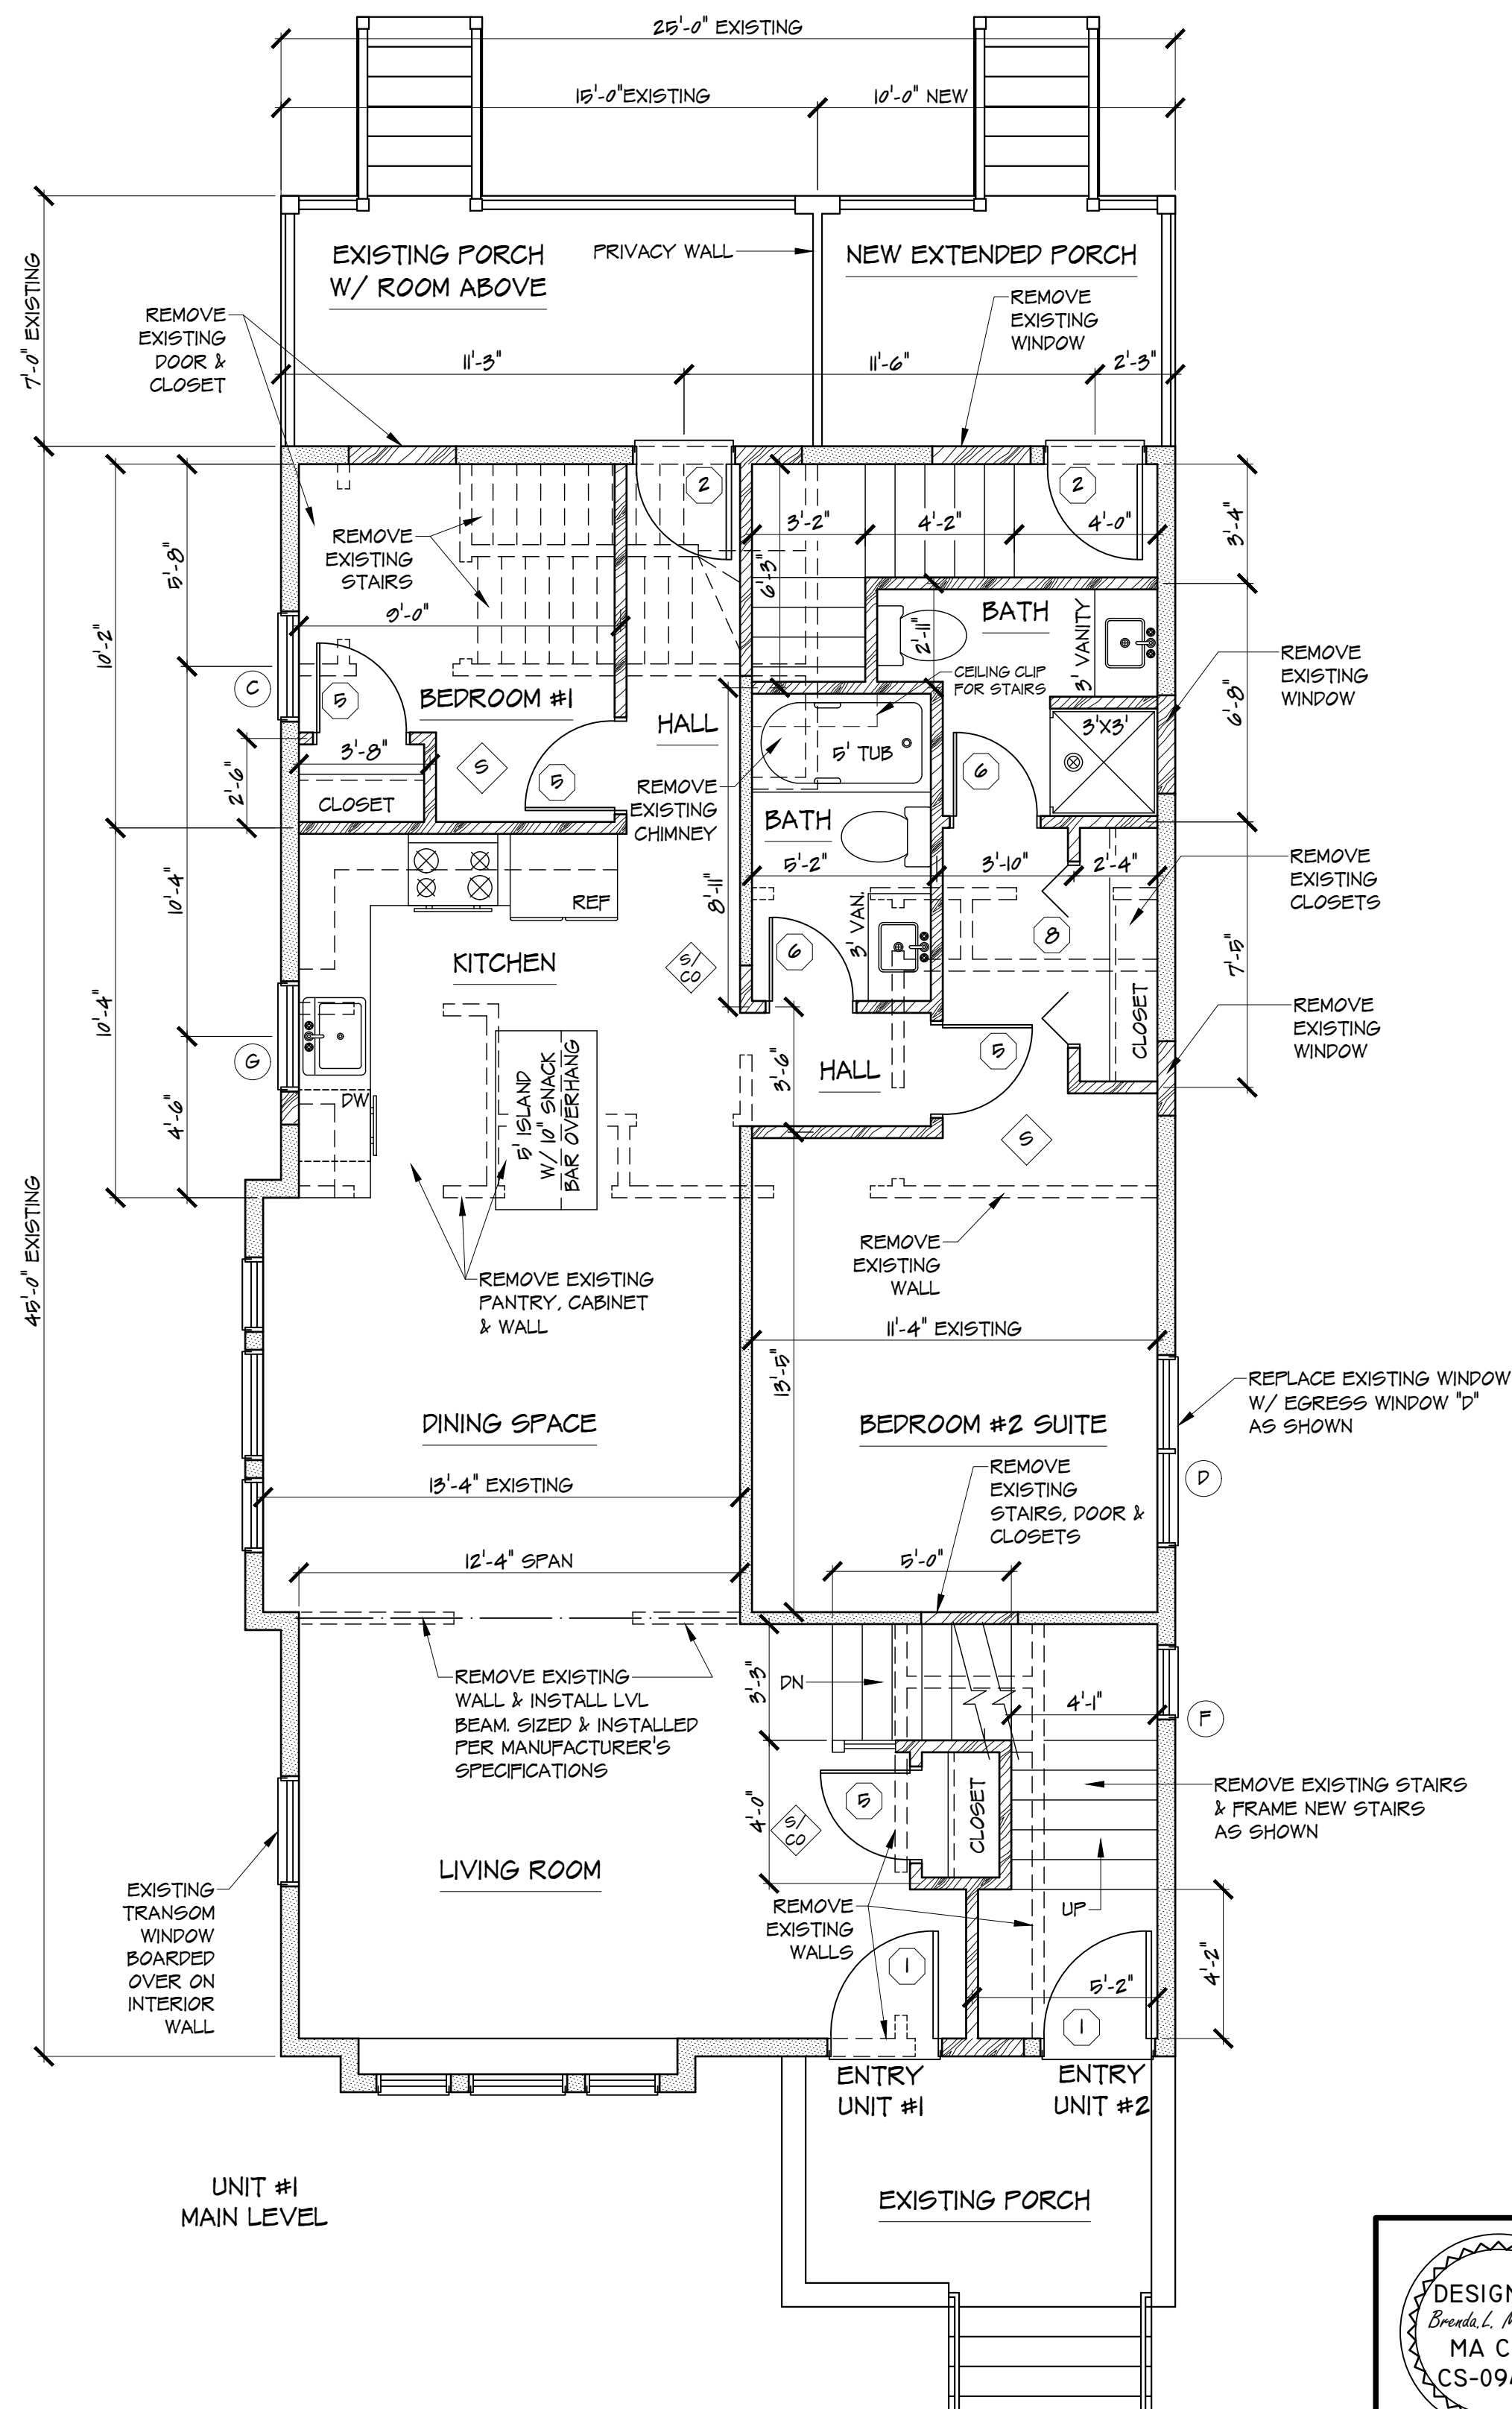 25'-0" EXISTING
15'-0"EXISTING
10'-0" NEW
EXISTING PORCH
W/ ROOM ABOVE
PRIVACY WALL
NEW EXTENDED PORCH
7'-0" EXISTING
REMOVE
EXISTING
DOOR &
CLOSET
REMOVE
EXISTING
WINDOW
11'-3"
11'-6"
2'-3"
2
2
REMOVE
EXISTING
STAIRS
3'-2"
4'-2"
4'-0"
3'-4"
5'-8"
6'-3"
9'-0"
10'-2"
2'-11"
BATH
3' VANITY
CEILING CLIP
FOR STAIRS
REMOVE
EXISTING
WINDOW
6'-8"
C
5
BEDROOM #1
HALL
3'X3'
5' TUB
3'-8"
S
5
6
2'-6"
CLOSET
REMOVE
EXISTING
CHIMNEY
BATH
5'-2"
3'-10"
2'-4"
REMOVE
EXISTING
CLOSETS
REF
8'-11"
10'-4"
3' VAN.
8
7'-5"
KITCHEN
S/
CO
6
CLOSET
REMOVE
EXISTING
WINDOW
10'-4"
G
5
HALL
3'-6"
DW
5' ISLAND
W/ 10" SNACK
BAR OVERHANG
4'-6"
S
REMOVE
EXISTING
WALL
REMOVE EXISTING
PANTRY, CABINET
& WALL
45'-0" EXISTING
11'-4" EXISTING
13'-5"
REPLACE EXISTING WINDOW
W/ EGRESS WINDOW "D"
AS SHOWN
DINING SPACE
BEDROOM #2 SUITE
D
13'-4" EXISTING
REMOVE
EXISTING
STAIRS, DOOR &
CLOSETS
12'-4" SPAN
5'-0"
REMOVE EXISTING
WALL & INSTALL LVL
BEAM. SIZED & INSTALLED
PER MANUFACTURER'S
SPECIFICATIONS
3'-3"
DN
4'-1"
F
REMOVE EXISTING STAIRS
& FRAME NEW STAIRS
AS SHOWN
4'-0"
5
S/
CO
CLOSET
LIVING ROOM
EXISTING
TRANSOM
WINDOW
BOARDED
OVER ON
INTERIOR
WALL
REMOVE
EXISTING
WALLS
UP
4'-2"
1
5'-2"
1
ENTRY
UNIT #1
ENTRY
UNIT #2
UNIT #1
MAIN LEVEL
EXISTING PORCH
DESIGN
Brenda L. M
MA C
CS-09